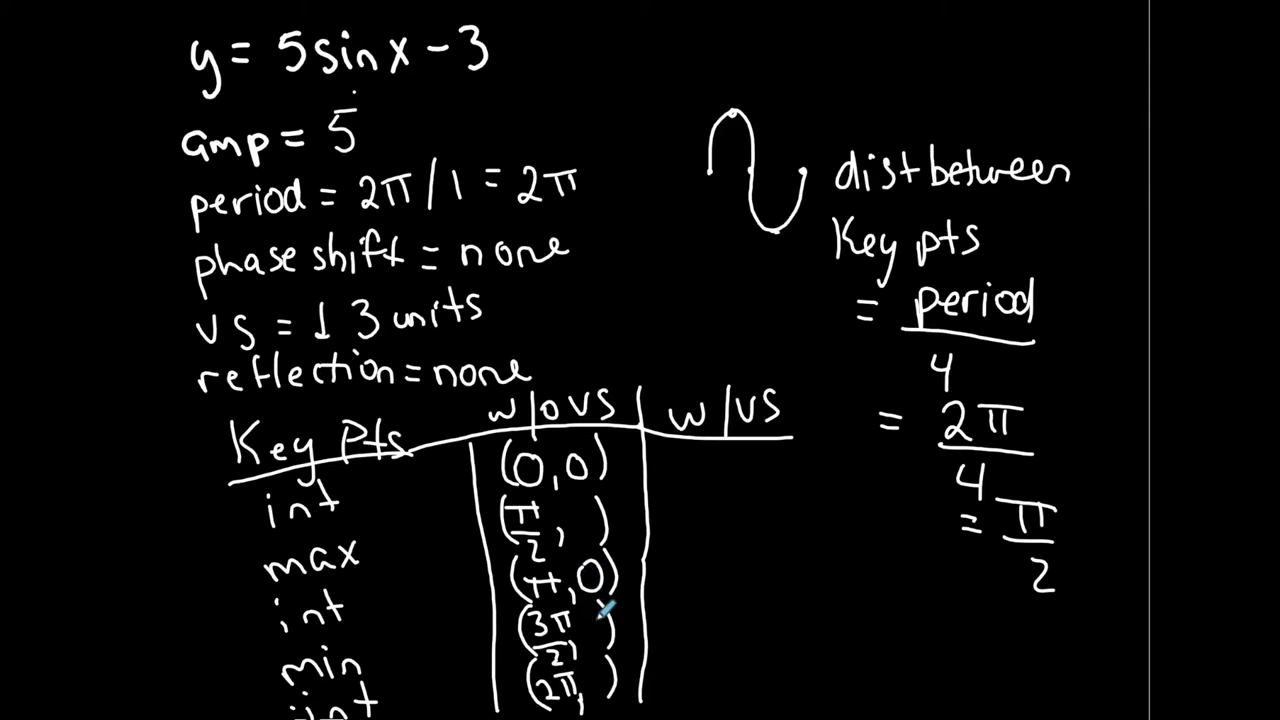 y = 5sinx - 3
amp = 5
period = 2π/1 = 2π
phase shift = none
VS = ↓ 3 units
reflection = none
dist between
Key pts
= period
4
= 2π
4
= π
2
Key Pts w/o VS w/VS
int (0,0)
max (π/2, )
int (π,0)
min (3π/2, )
int (2π,
)